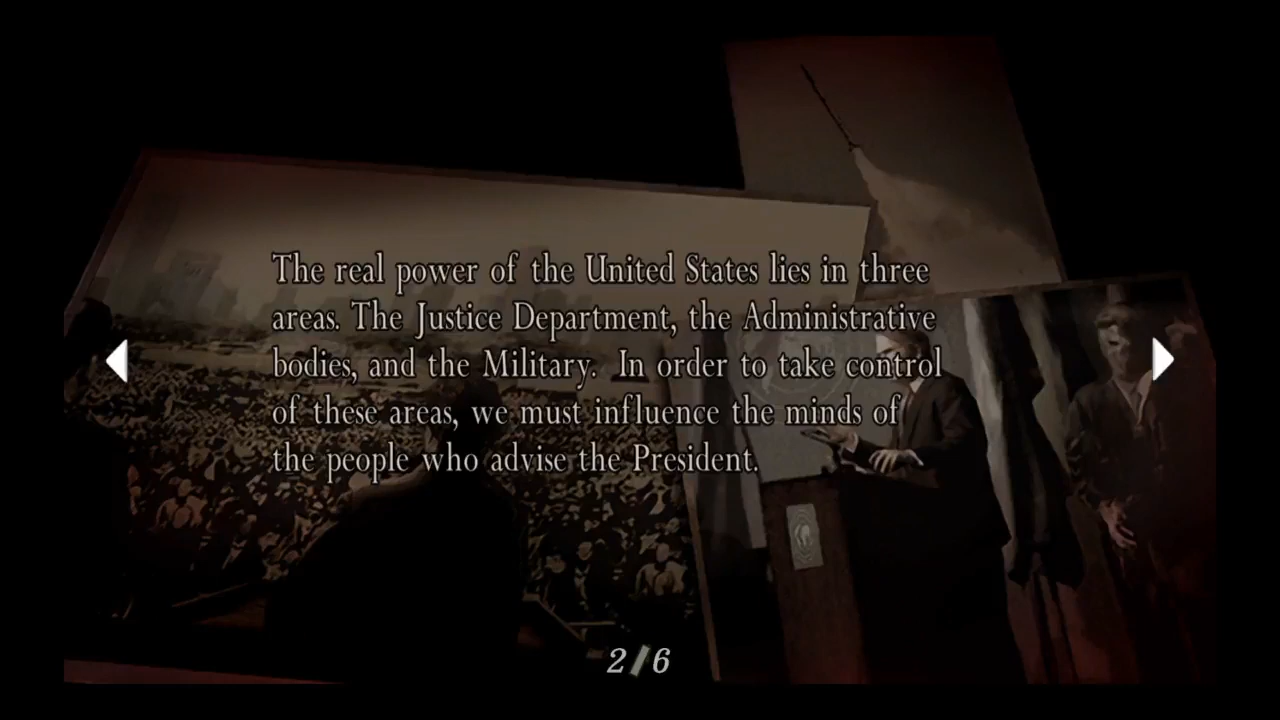 The real power of the United States lies in three
areas. The Justice Department, the Administrative
bodies, and the Military.  In order to take control
of these areas, we must influence the minds of
the people who advise the President.
2/6